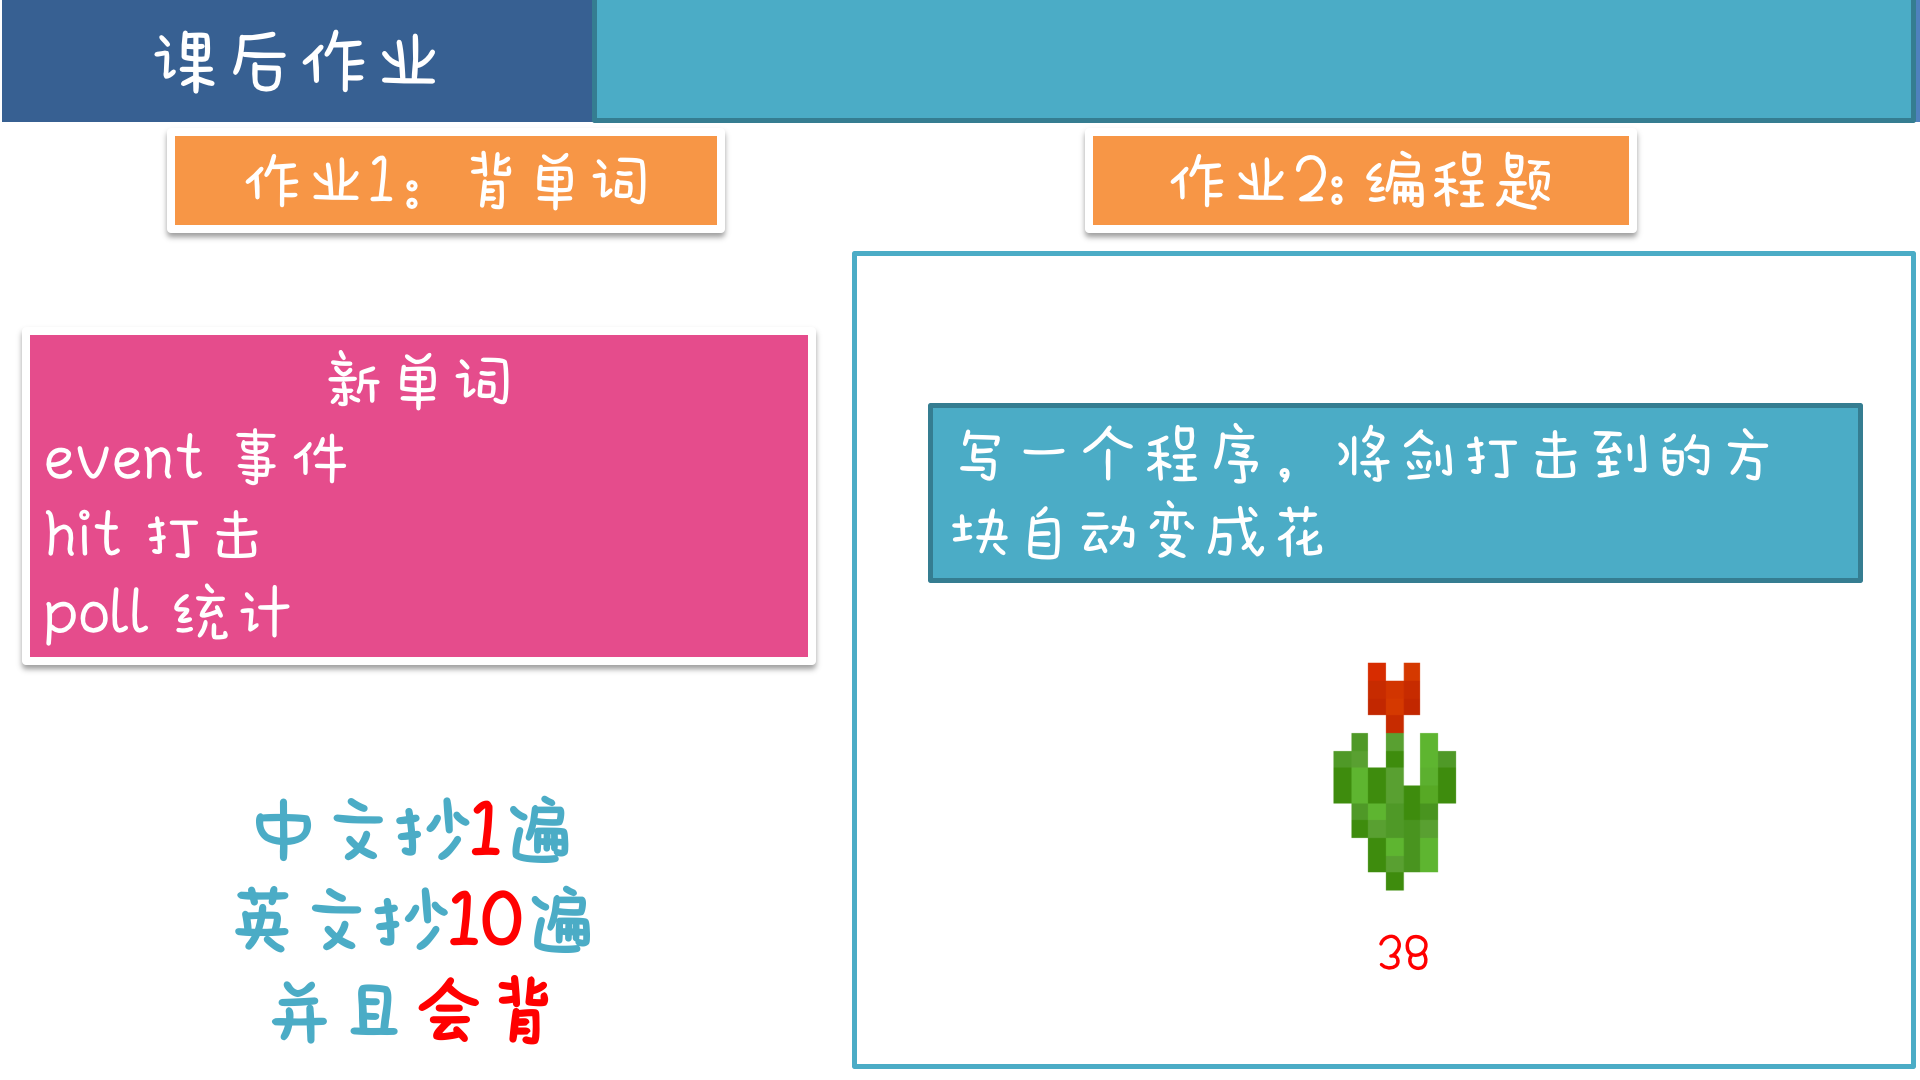 课后作业
作业1：背单词
新单词
event 事件
hit 打击
poll 统计
中文抄1遍
英文抄10遍
并且会背
作业2:编程题
写一个程序，将剑打击到的方
块自动变成花
38